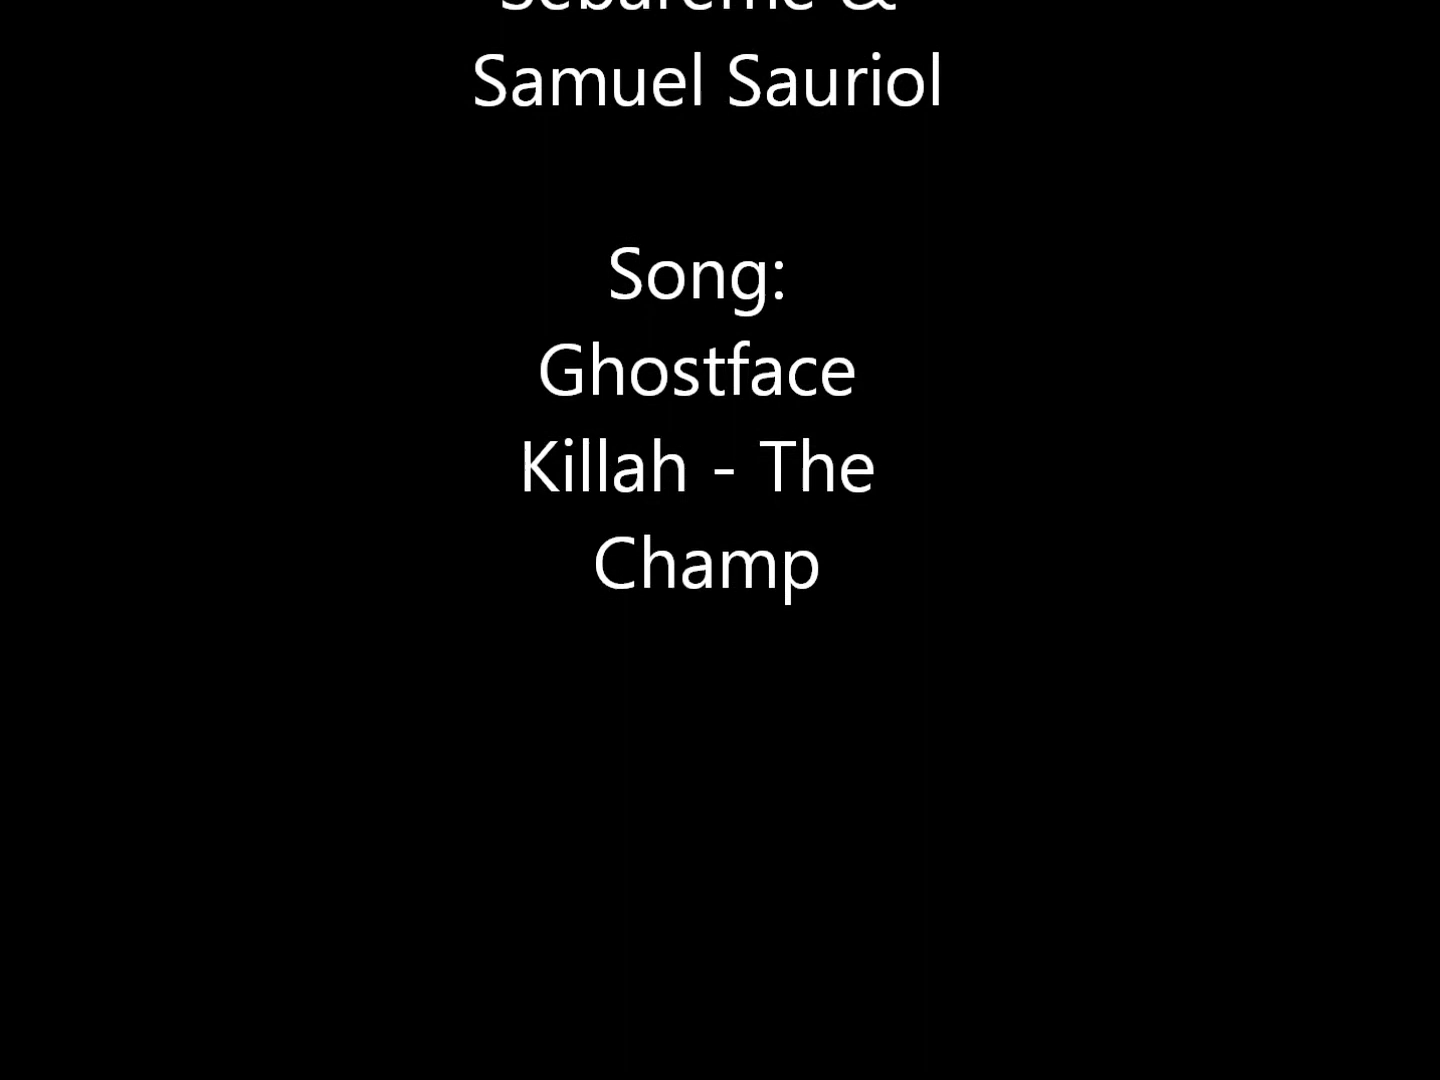 &
Samuel Sauriol
Song:
Ghostface
Killah - The
Champ